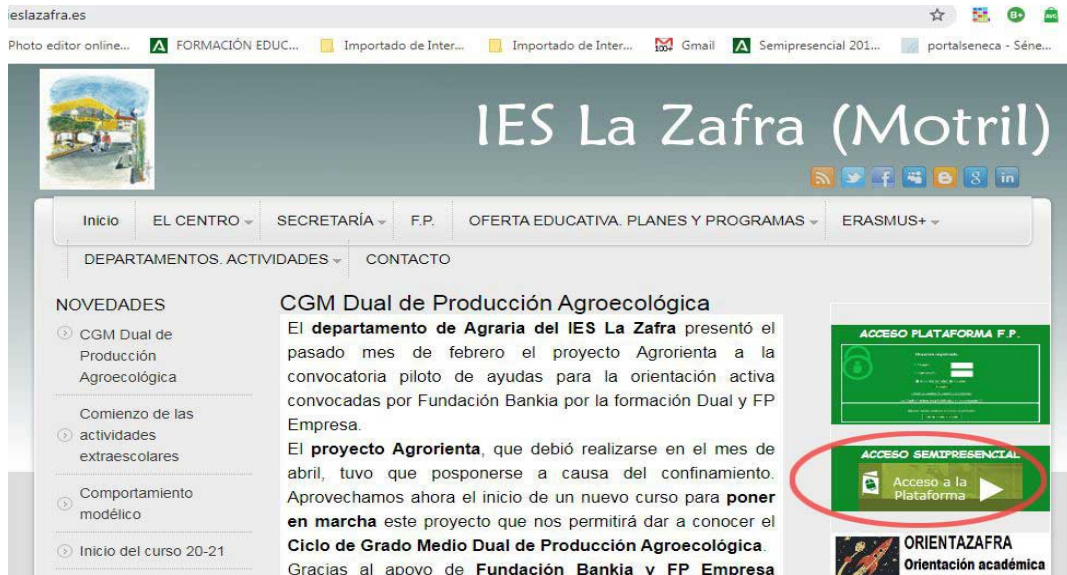 ieslazafra.es
Photo editor online...
FORMACIÓN EDUC...
Importado de Inter...
Importado de Inter...
Gmail
Semipresencial 201...
portalseneca - Séne...
IES La Zafra (Motril)
Inicio
EL CENTRO
SECRETARÍA
F.P.
OFERTA EDUCATIVA. PLANES Y PROGRAMAS
ERASMUS+
DEPARTAMENTOS. ACTIVIDADES
CONTACTO
NOVEDADES
CGM Dual de
Producción
Agroecológica
Comienzo de las
actividades
extraescolares
Comportamiento
modélico
Inicio del curso 20-21
CGM Dual de Producción Agroecológica
El departamento de Agraria del IES La Zafra presentó el
pasado mes de febrero el proyecto Agrorienta a la
convocatoria piloto de ayudas para la orientación activa
convocadas por Fundación Bankia por la formación Dual y FP
Empresa.
El proyecto Agrorienta, que debió realizarse en el mes de
abril, tuvo que posponerse a causa del confinamiento.
Aprovechamos ahora el inicio de un nuevo curso para poner
en marcha este proyecto que nos permitirá dar a conocer el
Ciclo de Grado Medio Dual de Producción Agroecológica.
Gracias al apoyo de Fundación Bankia y FP Empresa
ACCESO PLATAFORMA F.P.
ACCESO SEMIPRESENCIAL
Acceso a la
Plataforma
ORIENTAZAFRA
Orientación académica